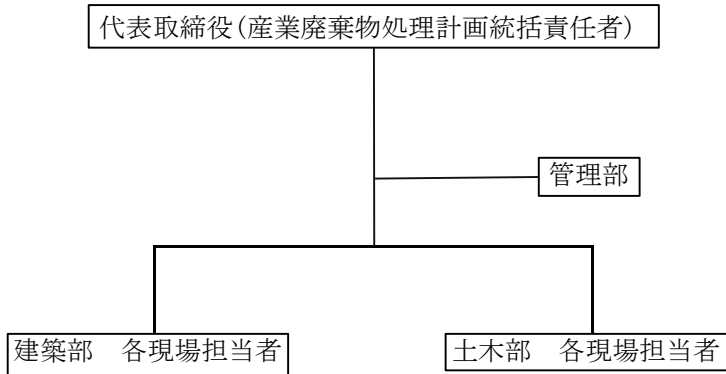 代表取締役(産業廃棄物処理計画統括責任者)
管理部
建築部　各現場担当者
土木部　各現場担当者